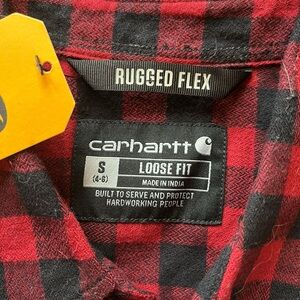 RUGGED FLEX
carhartt
S LOOSE FIT
(4-6) MADE IN INDIA
BUILT TO SERVE AND PROTECT
HARDWORKING PEOPLE